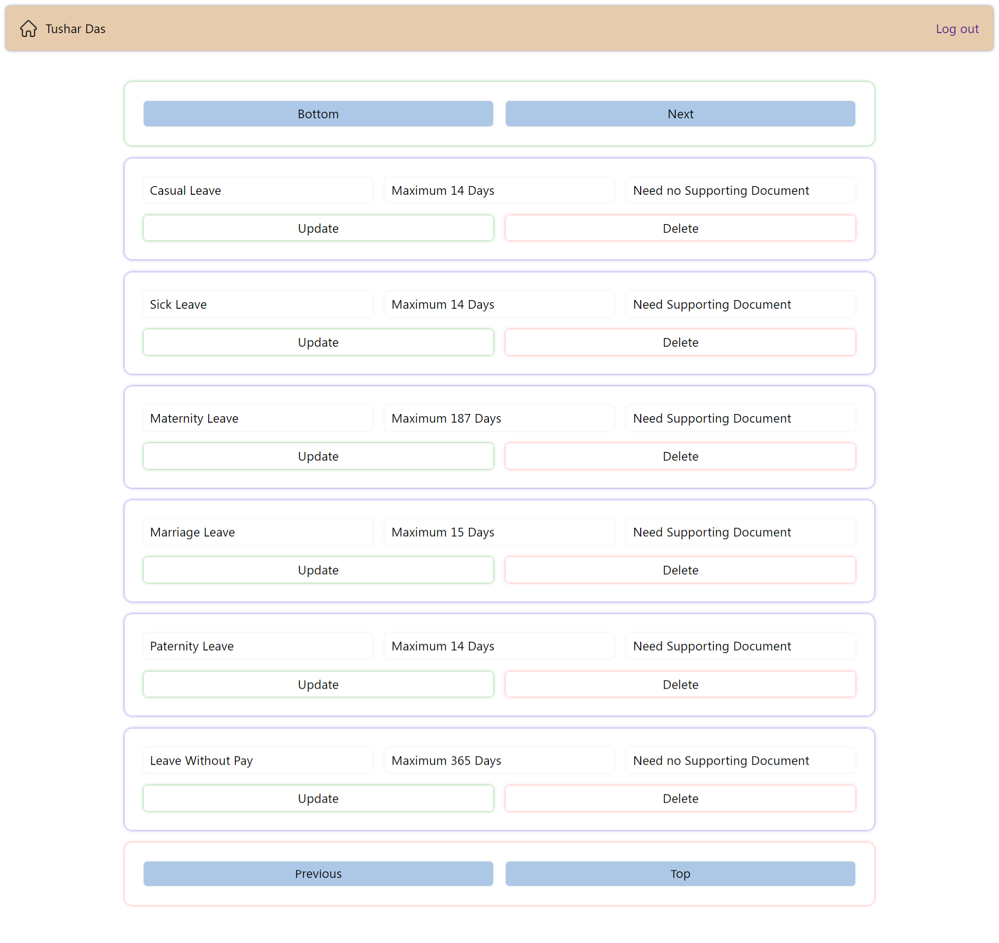 Tushar Das Log out
Bottom Next
Casual Leave Maximum 14 Days Need no Supporting Document
Update Delete
Sick Leave Maximum 14 Days Need Supporting Document
Update Delete
Maternity Leave Maximum 187 Days Need Supporting Document
Update Delete
Marriage Leave Maximum 15 Days Need Supporting Document
Update Delete
Paternity Leave Maximum 14 Days Need Supporting Document
Update Delete
Leave Without Pay Maximum 365 Days Need no Supporting Document
Update Delete
Previous Top